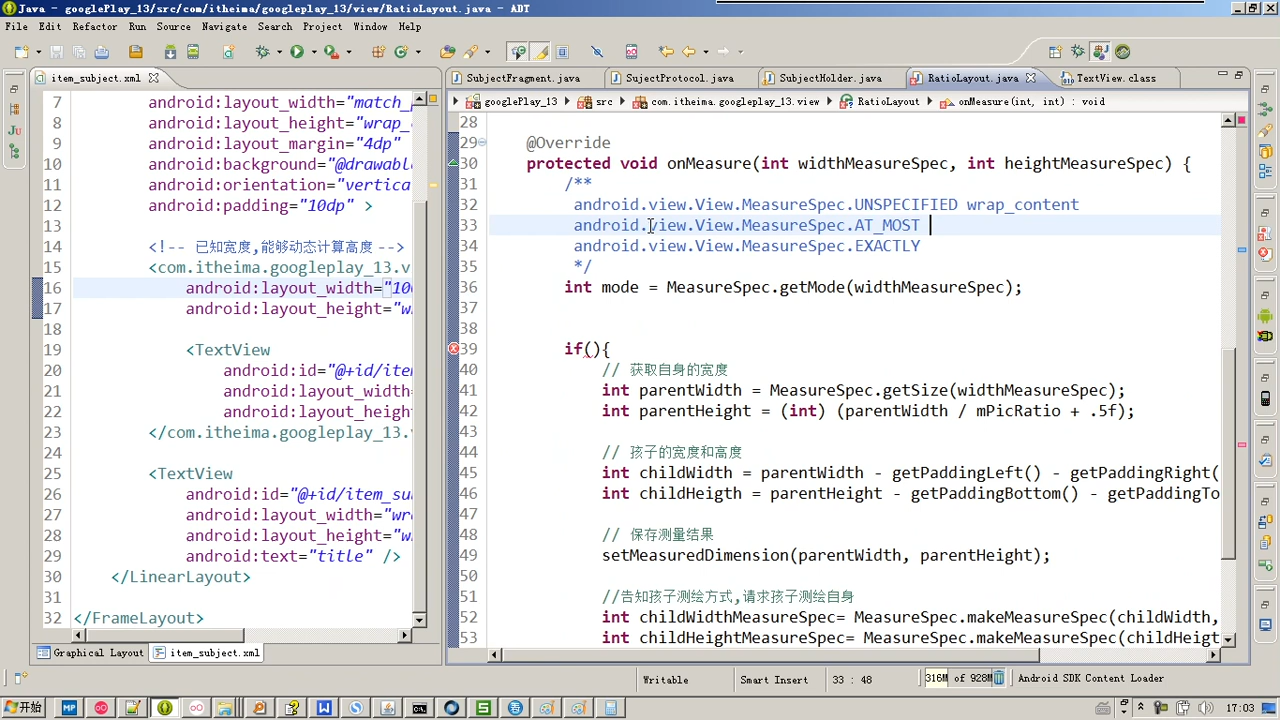 Java - googlePlay_13/src/com/itheima/googleplay_13/view/RatioLayout.java - ADT
File Edit Refactor Run Source Navigate Search Project Window Help
item_subject.xml
SubjectFragment.java SujectProtocol.java SubjectHolder.java RatioLayout.java TextView.class
googlePlay_13 src com.itheima.googleplay_13.view RatioLayout onMeasure(int, int) : void
7 android:layout_width="match_p
8 android:layout_height="wrap_c
9 android:layout_margin="4dp"
10 android:background="@drawabl
11 android:orientation="vertica
12 android:padding="10dp" >
13
14 <!-- 已知宽度,能够动态计算高度 -->
15 <com.itheima.googleplay_13.v
16 android:layout_width="10
17 android:layout_height="w
18
19 <TextView
20 android:id="@+id/item
21 android:layout_width=
22 android:layout_height
23 </com.itheima.googleplay_13.
24
25 <TextView
26 android:id="@+id/item_su
27 android:layout_width="wr
28 android:layout_height="w
29 android:text="title" />
30 </LinearLayout>
31
32 </FrameLayout>
Graphical Layout item_subject.xml
28
29 @Override
30 protected void onMeasure(int widthMeasureSpec, int heightMeasureSpec) {
31 /**
32 android.view.View.MeasureSpec.UNSPECIFIED wrap_content
33 android.view.View.MeasureSpec.AT_MOST
34 android.view.View.MeasureSpec.EXACTLY
35 */
36 int mode = MeasureSpec.getMode(widthMeasureSpec);
37
38
39 if(){
40 // 获取自身的宽度
41 int parentWidth = MeasureSpec.getSize(widthMeasureSpec);
42 int parentHeight = (int) (parentWidth / mPicRatio + .5f);
43
44 // 孩子的宽度和高度
45 int childWidth = parentWidth - getPaddingLeft() - getPaddingRight(
46 int childHeigth = parentHeight - getPaddingBottom() - getPaddingTo
47
48 // 保存测量结果
49 setMeasuredDimension(parentWidth, parentHeight);
50
51 //告知孩子测绘方式,请求孩子测绘自身
52 int childWidthMeasureSpec= MeasureSpec.makeMeasureSpec(childWidth,
53 int childHeightMeasureSpec= MeasureSpec.makeMeasureSpec(childHeigt
Writable Smart Insert 33 : 48 316M of 928M Android SDK Content Loader
开始 17:03